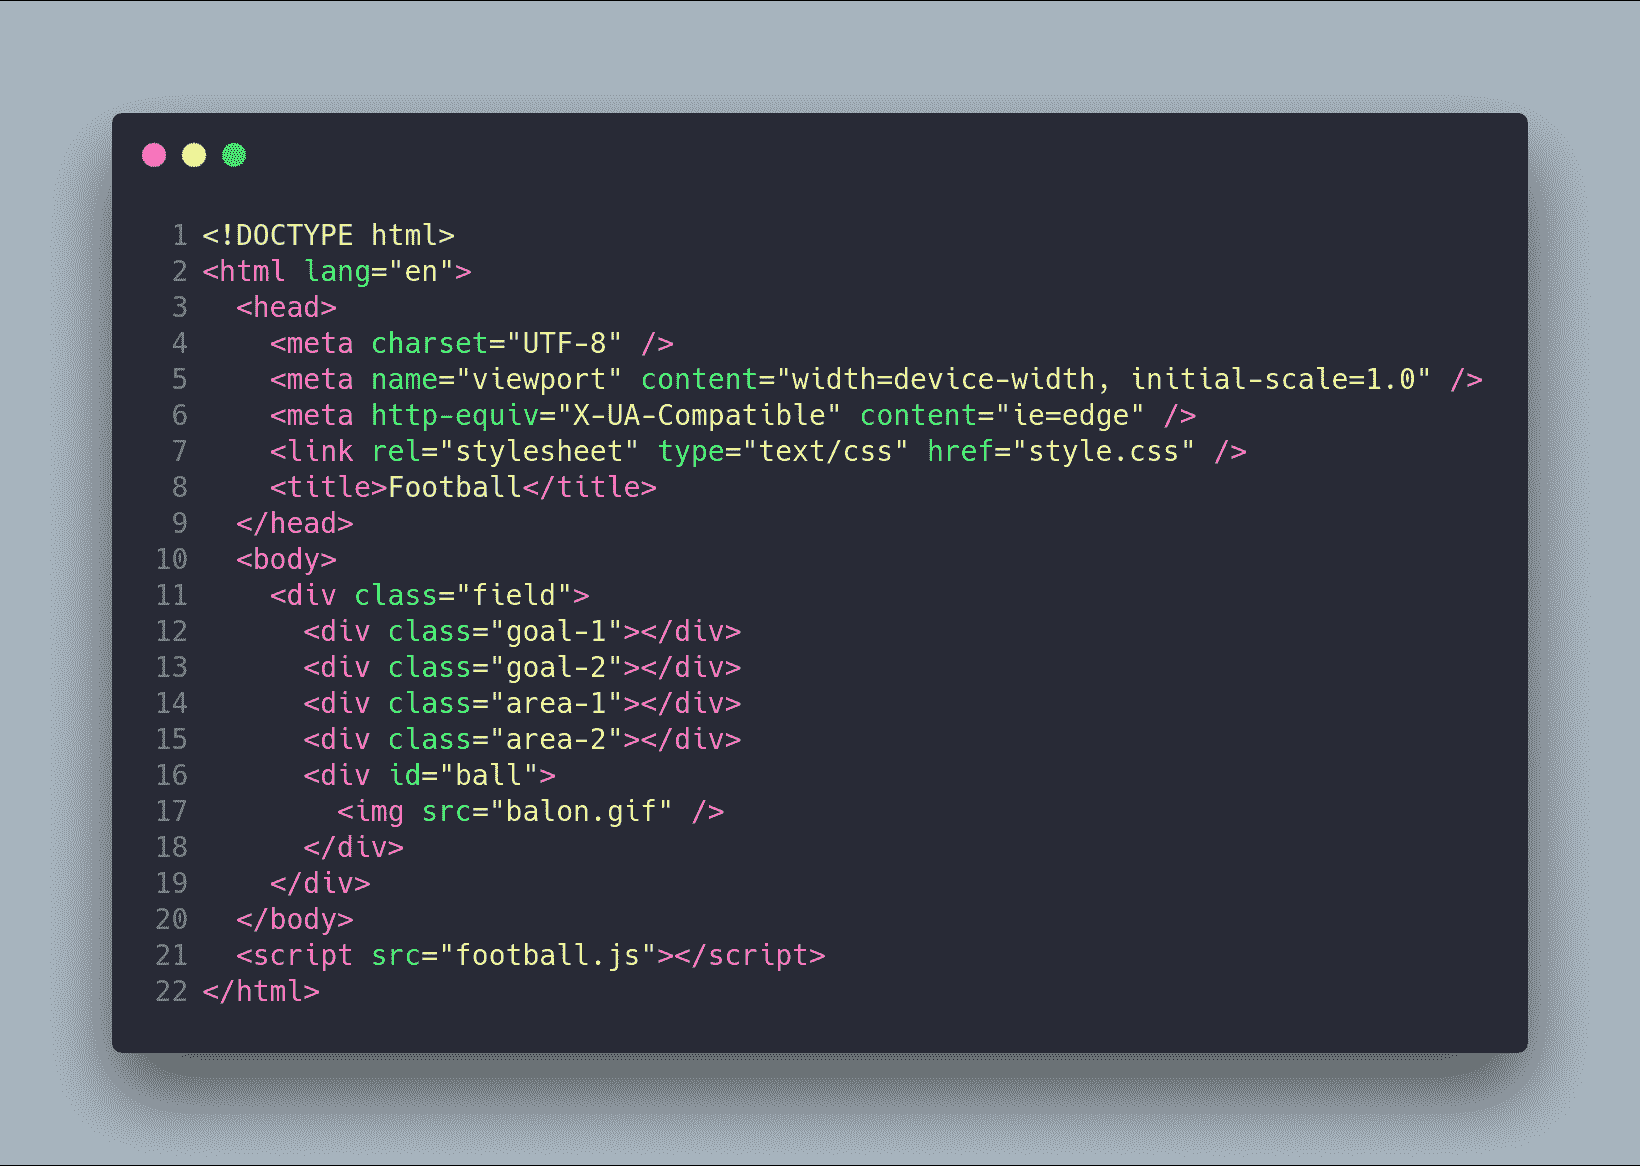 1 <!DOCTYPE html>
2 <html lang="en">
3   <head>
4     <meta charset="UTF-8" />
5     <meta name="viewport" content="width=device-width, initial-scale=1.0" />
6     <meta http-equiv="X-UA-Compatible" content="ie=edge" />
7     <link rel="stylesheet" type="text/css" href="style.css" />
8     <title>Football</title>
9   </head>
10   <body>
11     <div class="field">
12       <div class="goal-1"></div>
13       <div class="goal-2"></div>
14       <div class="area-1"></div>
15       <div class="area-2"></div>
16       <div id="ball">
17         <img src="balon.gif" />
18       </div>
19     </div>
20   </body>
21   <script src="football.js"></script>
22 </html>